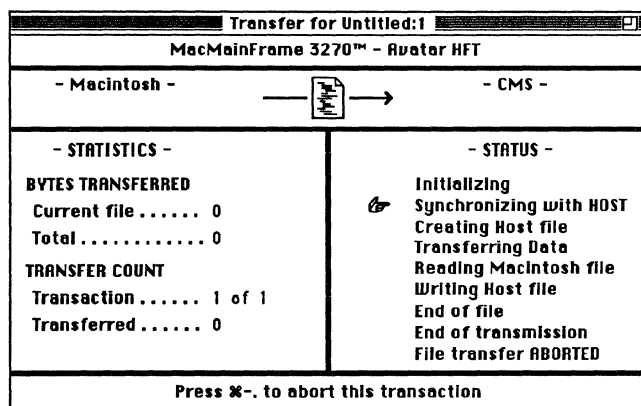 Transfer for Untitled:1
MacMainFrame 3270™ - Avatar HFT
- Macintosh -
- CMS -
- STATISTICS -
BYTES TRANSFERRED
Current file ...... 0
Total ............ 0
TRANSFER COUNT
Transaction ...... 1 of 1
Transferred ...... 0
- STATUS -
Initializing
Synchronizing with HOST
Creating Host file
Transferring Data
Reading Macintosh file
Writing Host file
End of file
End of transmission
File transfer ABORTED
Press ⌘-. to abort this transaction